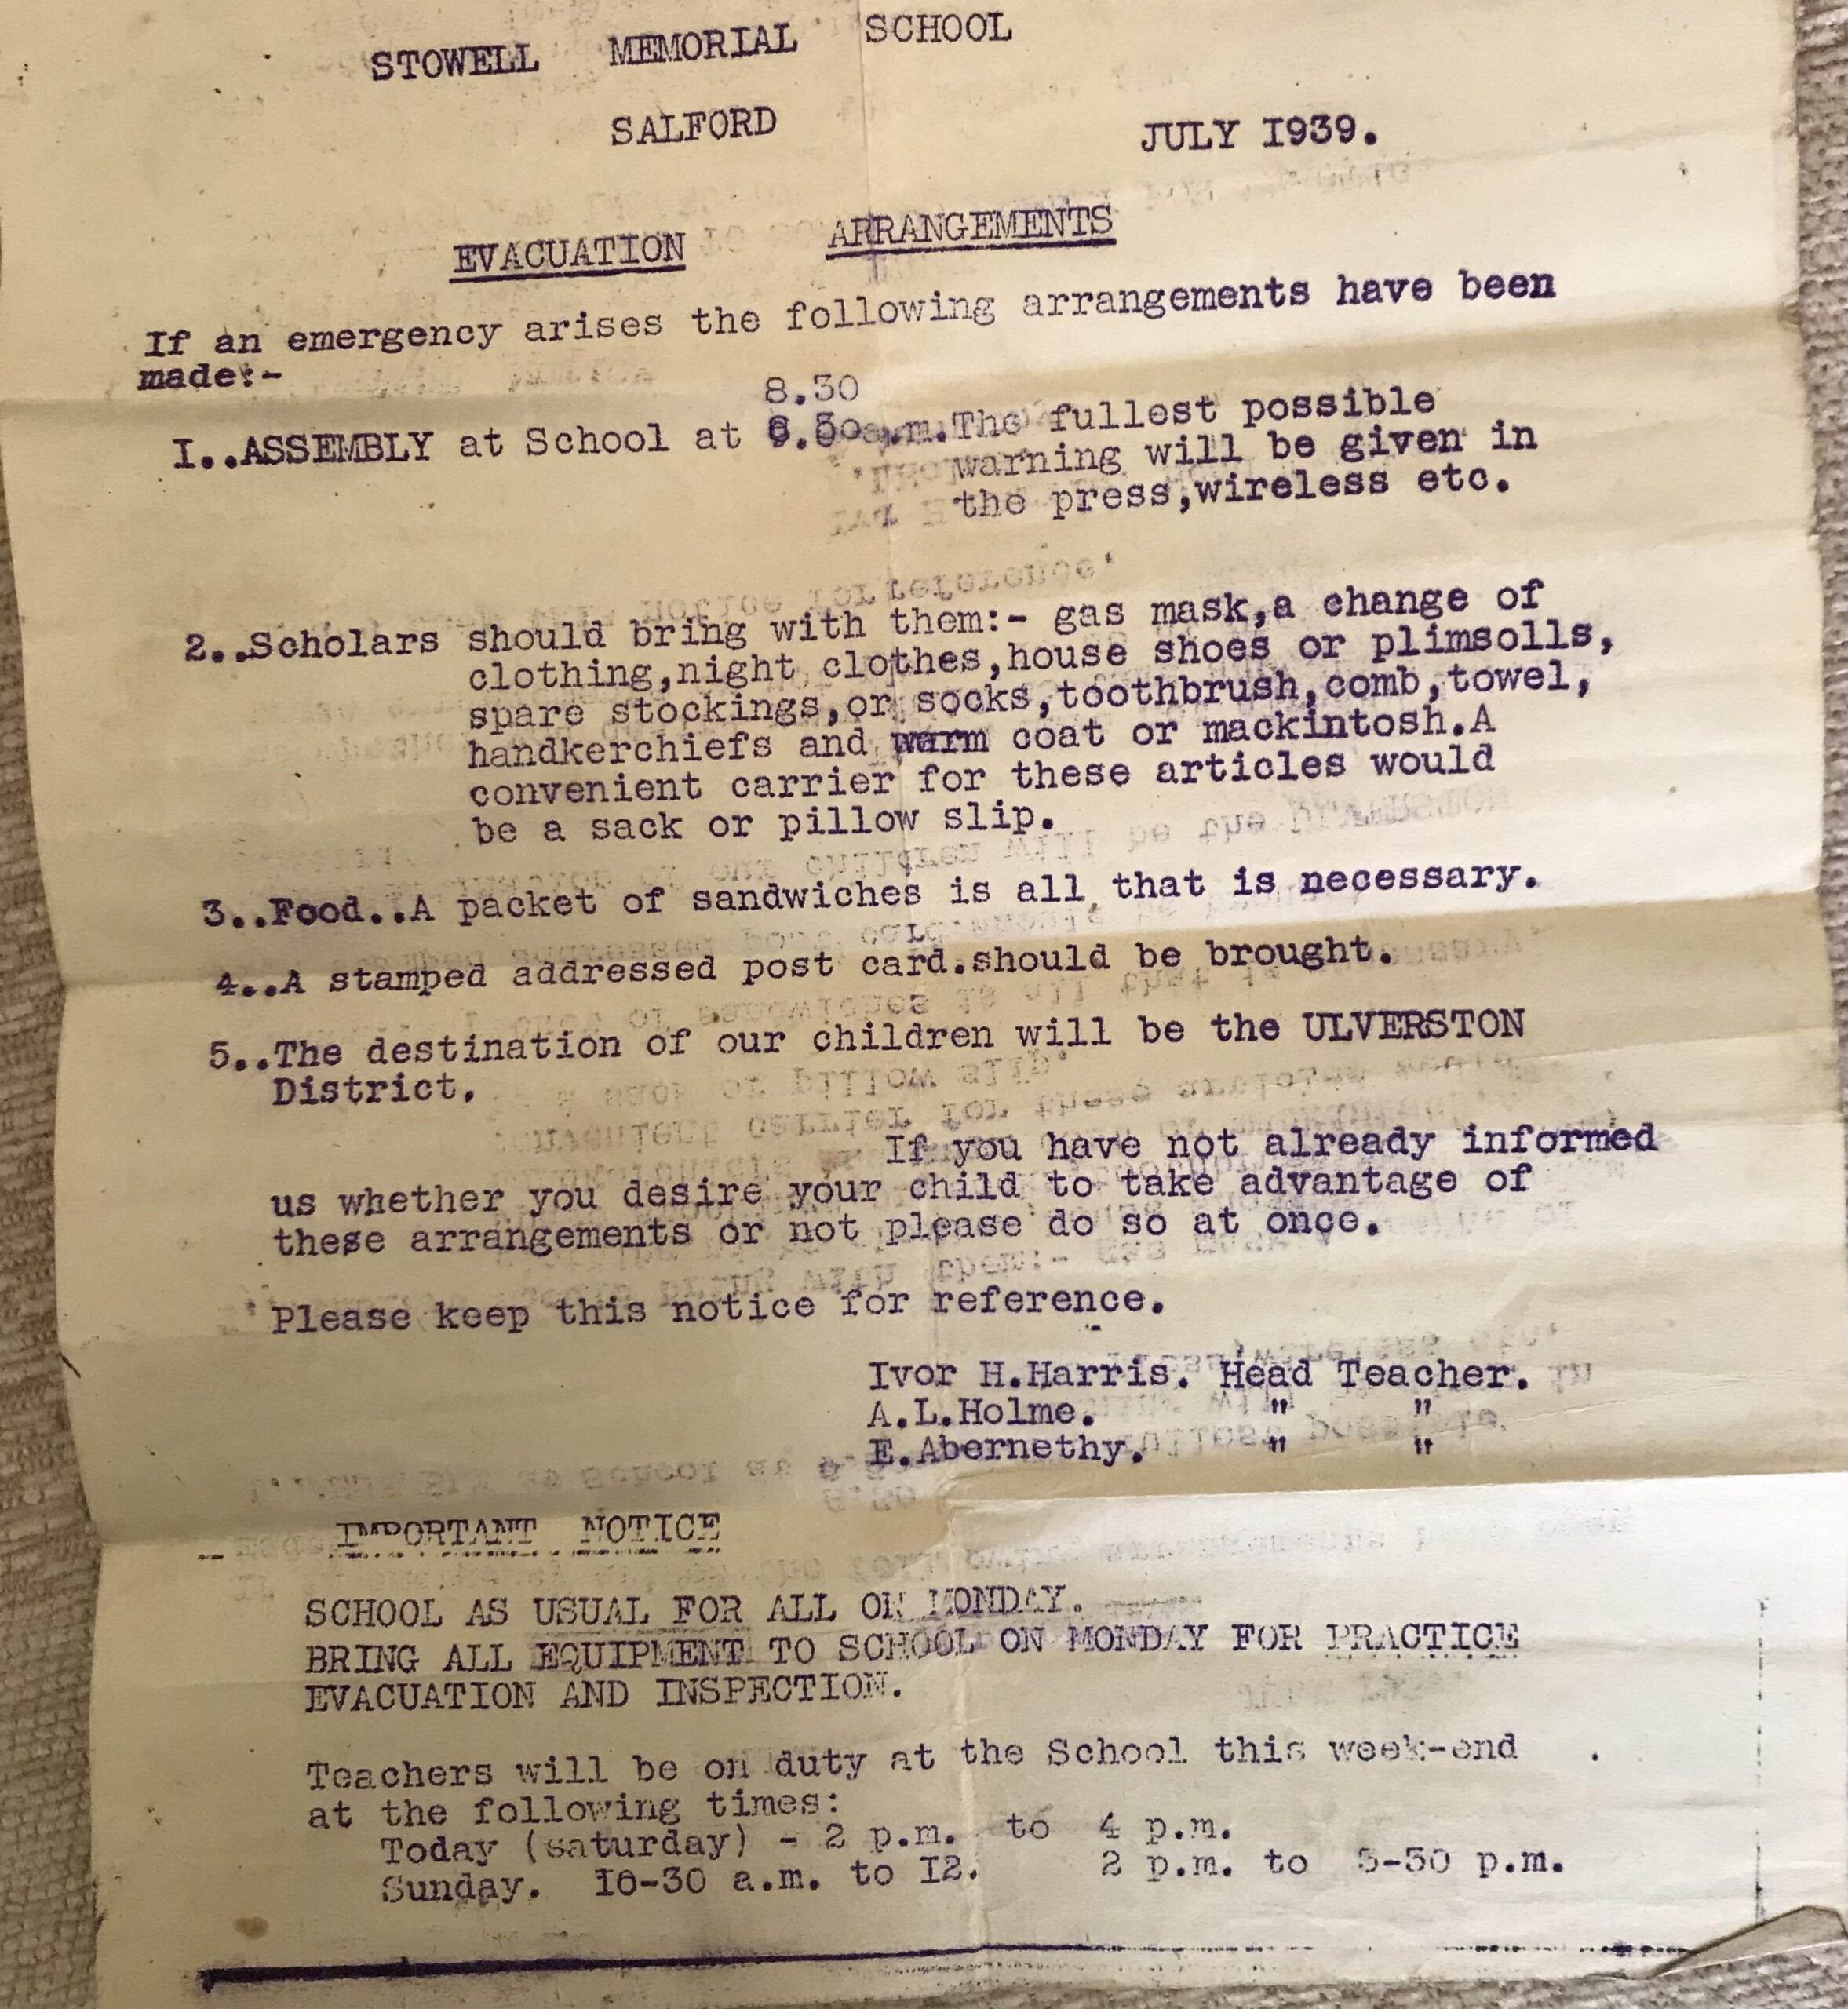 STOWELL MEMORIAL SCHOOL
SALFORD JULY I939.
EVACUATION ARRANGEMENTS
If an emergency arises the following arrangements have been
made:-
8.30
I..ASSEMBLY at School at a.m.The fullest possible
warning will be given in
the press,wireless etc.
2..Scholars should bring with them:- gas mask,a change of
clothing,night clothes,house shoes or plimsolls,
spare stockings,or socks,toothbrush,comb,towel,
handkerchiefs and warm coat or mackintosh.A
convenient carrier for these articles would
be a sack or pillow slip.
3..Food..A packet of sandwiches is all that is necessary.
4..A stamped addressed post card.should be brought.
5..The destination of our children will be the ULVERSTON
District.
If you have not already informed
us whether you desire your child to take advantage of
these arrangements or not please do so at once.
Please keep this notice for reference.
Ivor H.Harris. Head Teacher.
A.L.Holme. " "
E.Abernethy. " "
IMPORTANT NOTICE
SCHOOL AS USUAL FOR ALL ON MONDAY.
BRING ALL EQUIPMENT TO SCHOOL ON MONDAY FOR PRACTICE
EVACUATION AND INSPECTION.
Teachers will be on duty at the School this week-end .
at the following times:
Today (saturday) - 2 p.m. to 4 p.m.
Sunday. I0-30 a.m. to I2. 2 p.m. to 3-30 p.m.